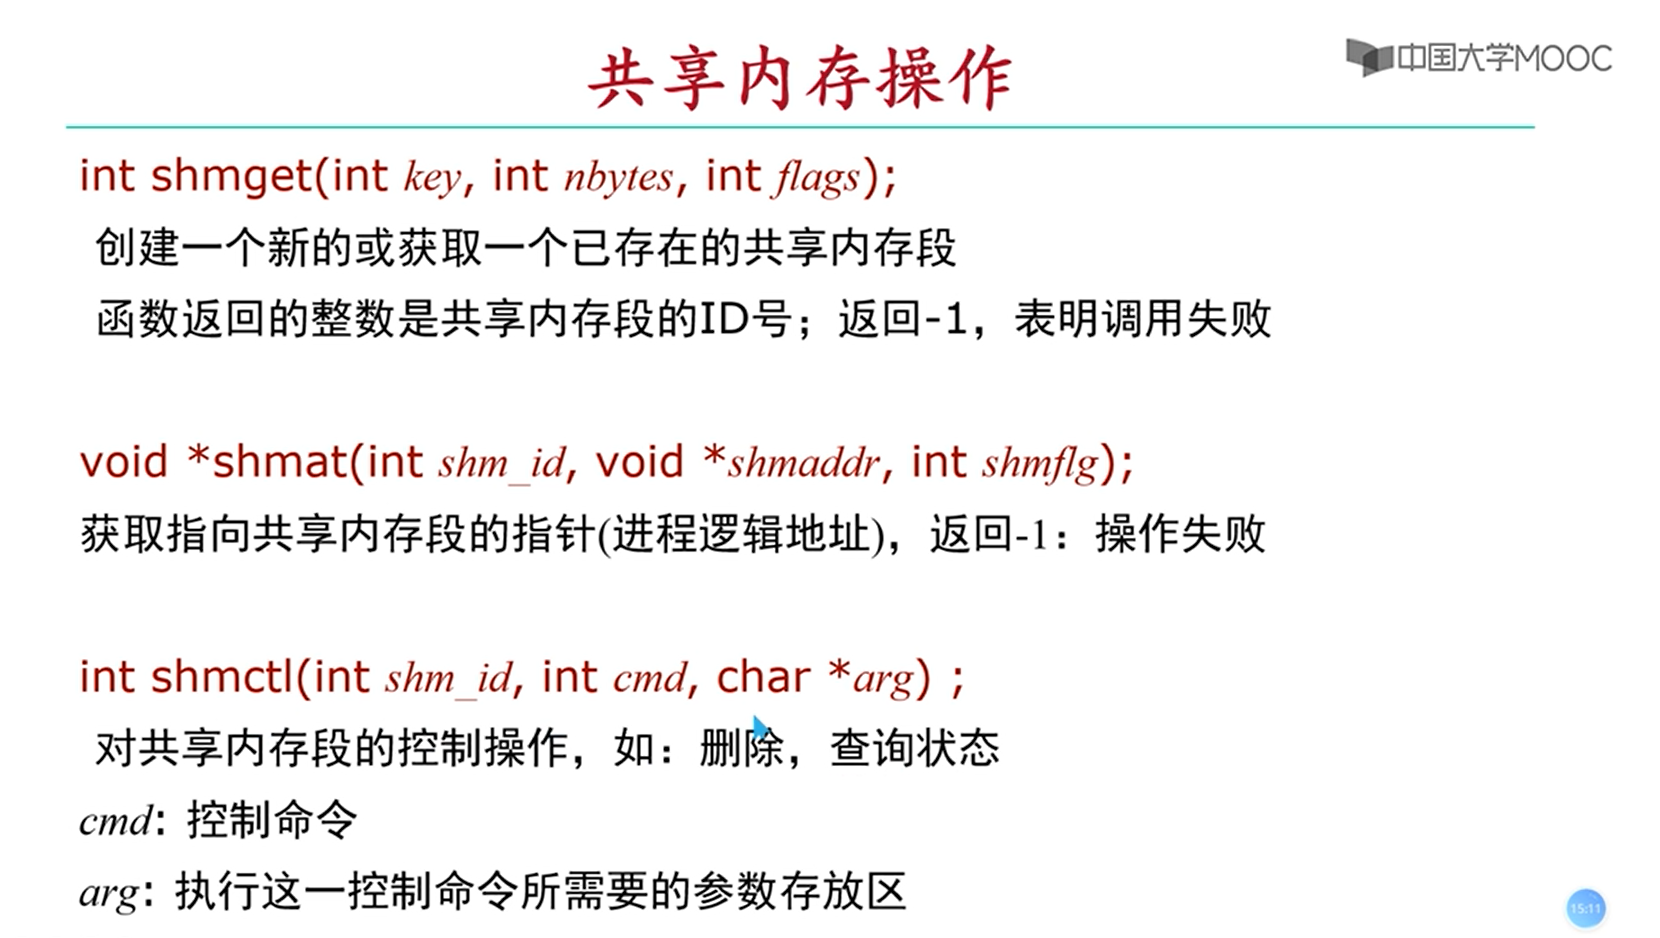 共享内存操作
中国大学MOOC
int shmget(int key, int nbytes, int flags);
创建一个新的或获取一个已存在的共享内存段
函数返回的整数是共享内存段的ID号；返回-1，表明调用失败
void *shmat(int shm_id, void *shmaddr, int shmflg);
获取指向共享内存段的指针(进程逻辑地址)，返回-1：操作失败
int shmctl(int shm_id, int cmd, char *arg) ;
对共享内存段的控制操作，如：删除，查询状态
cmd: 控制命令
arg: 执行这一控制命令所需要的参数存放区
15:11